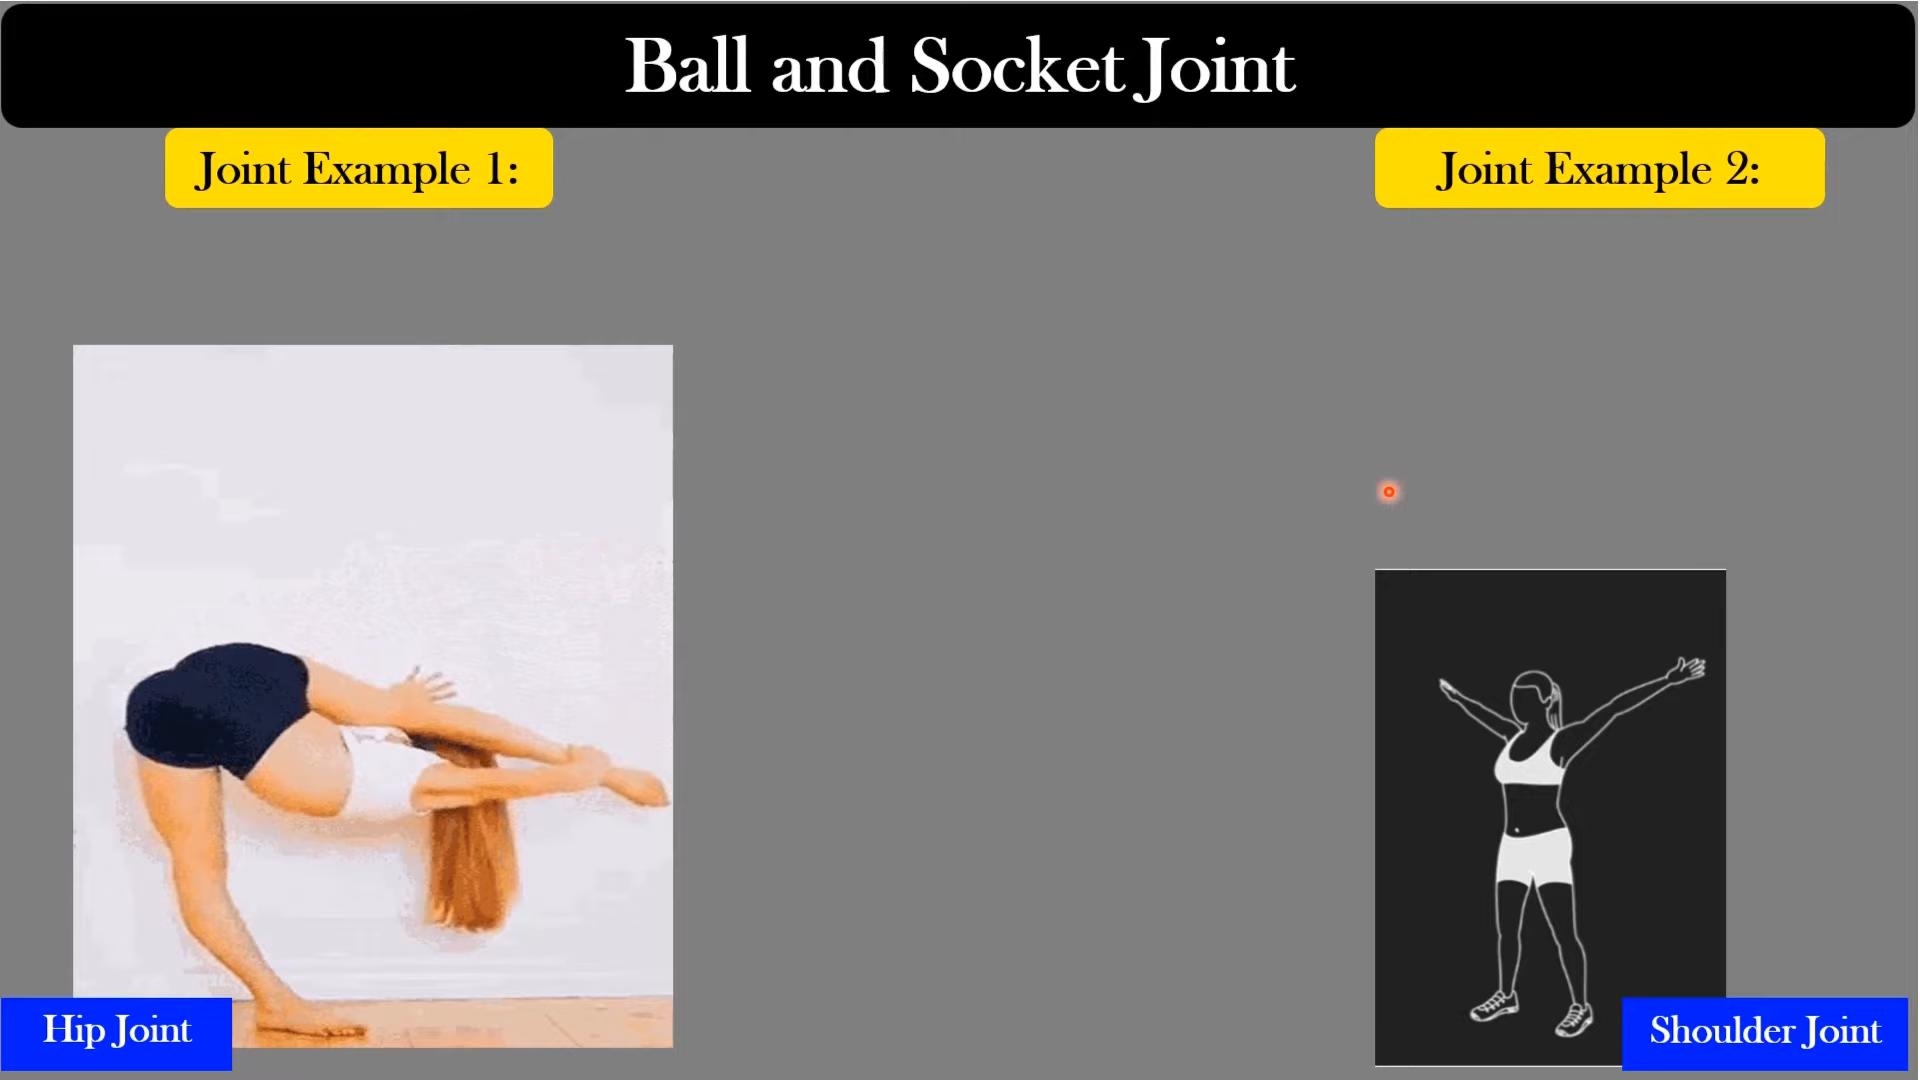 Ball and Socket Joint
Joint Example 1:
Joint Example 2:
Hip Joint
Shoulder Joint